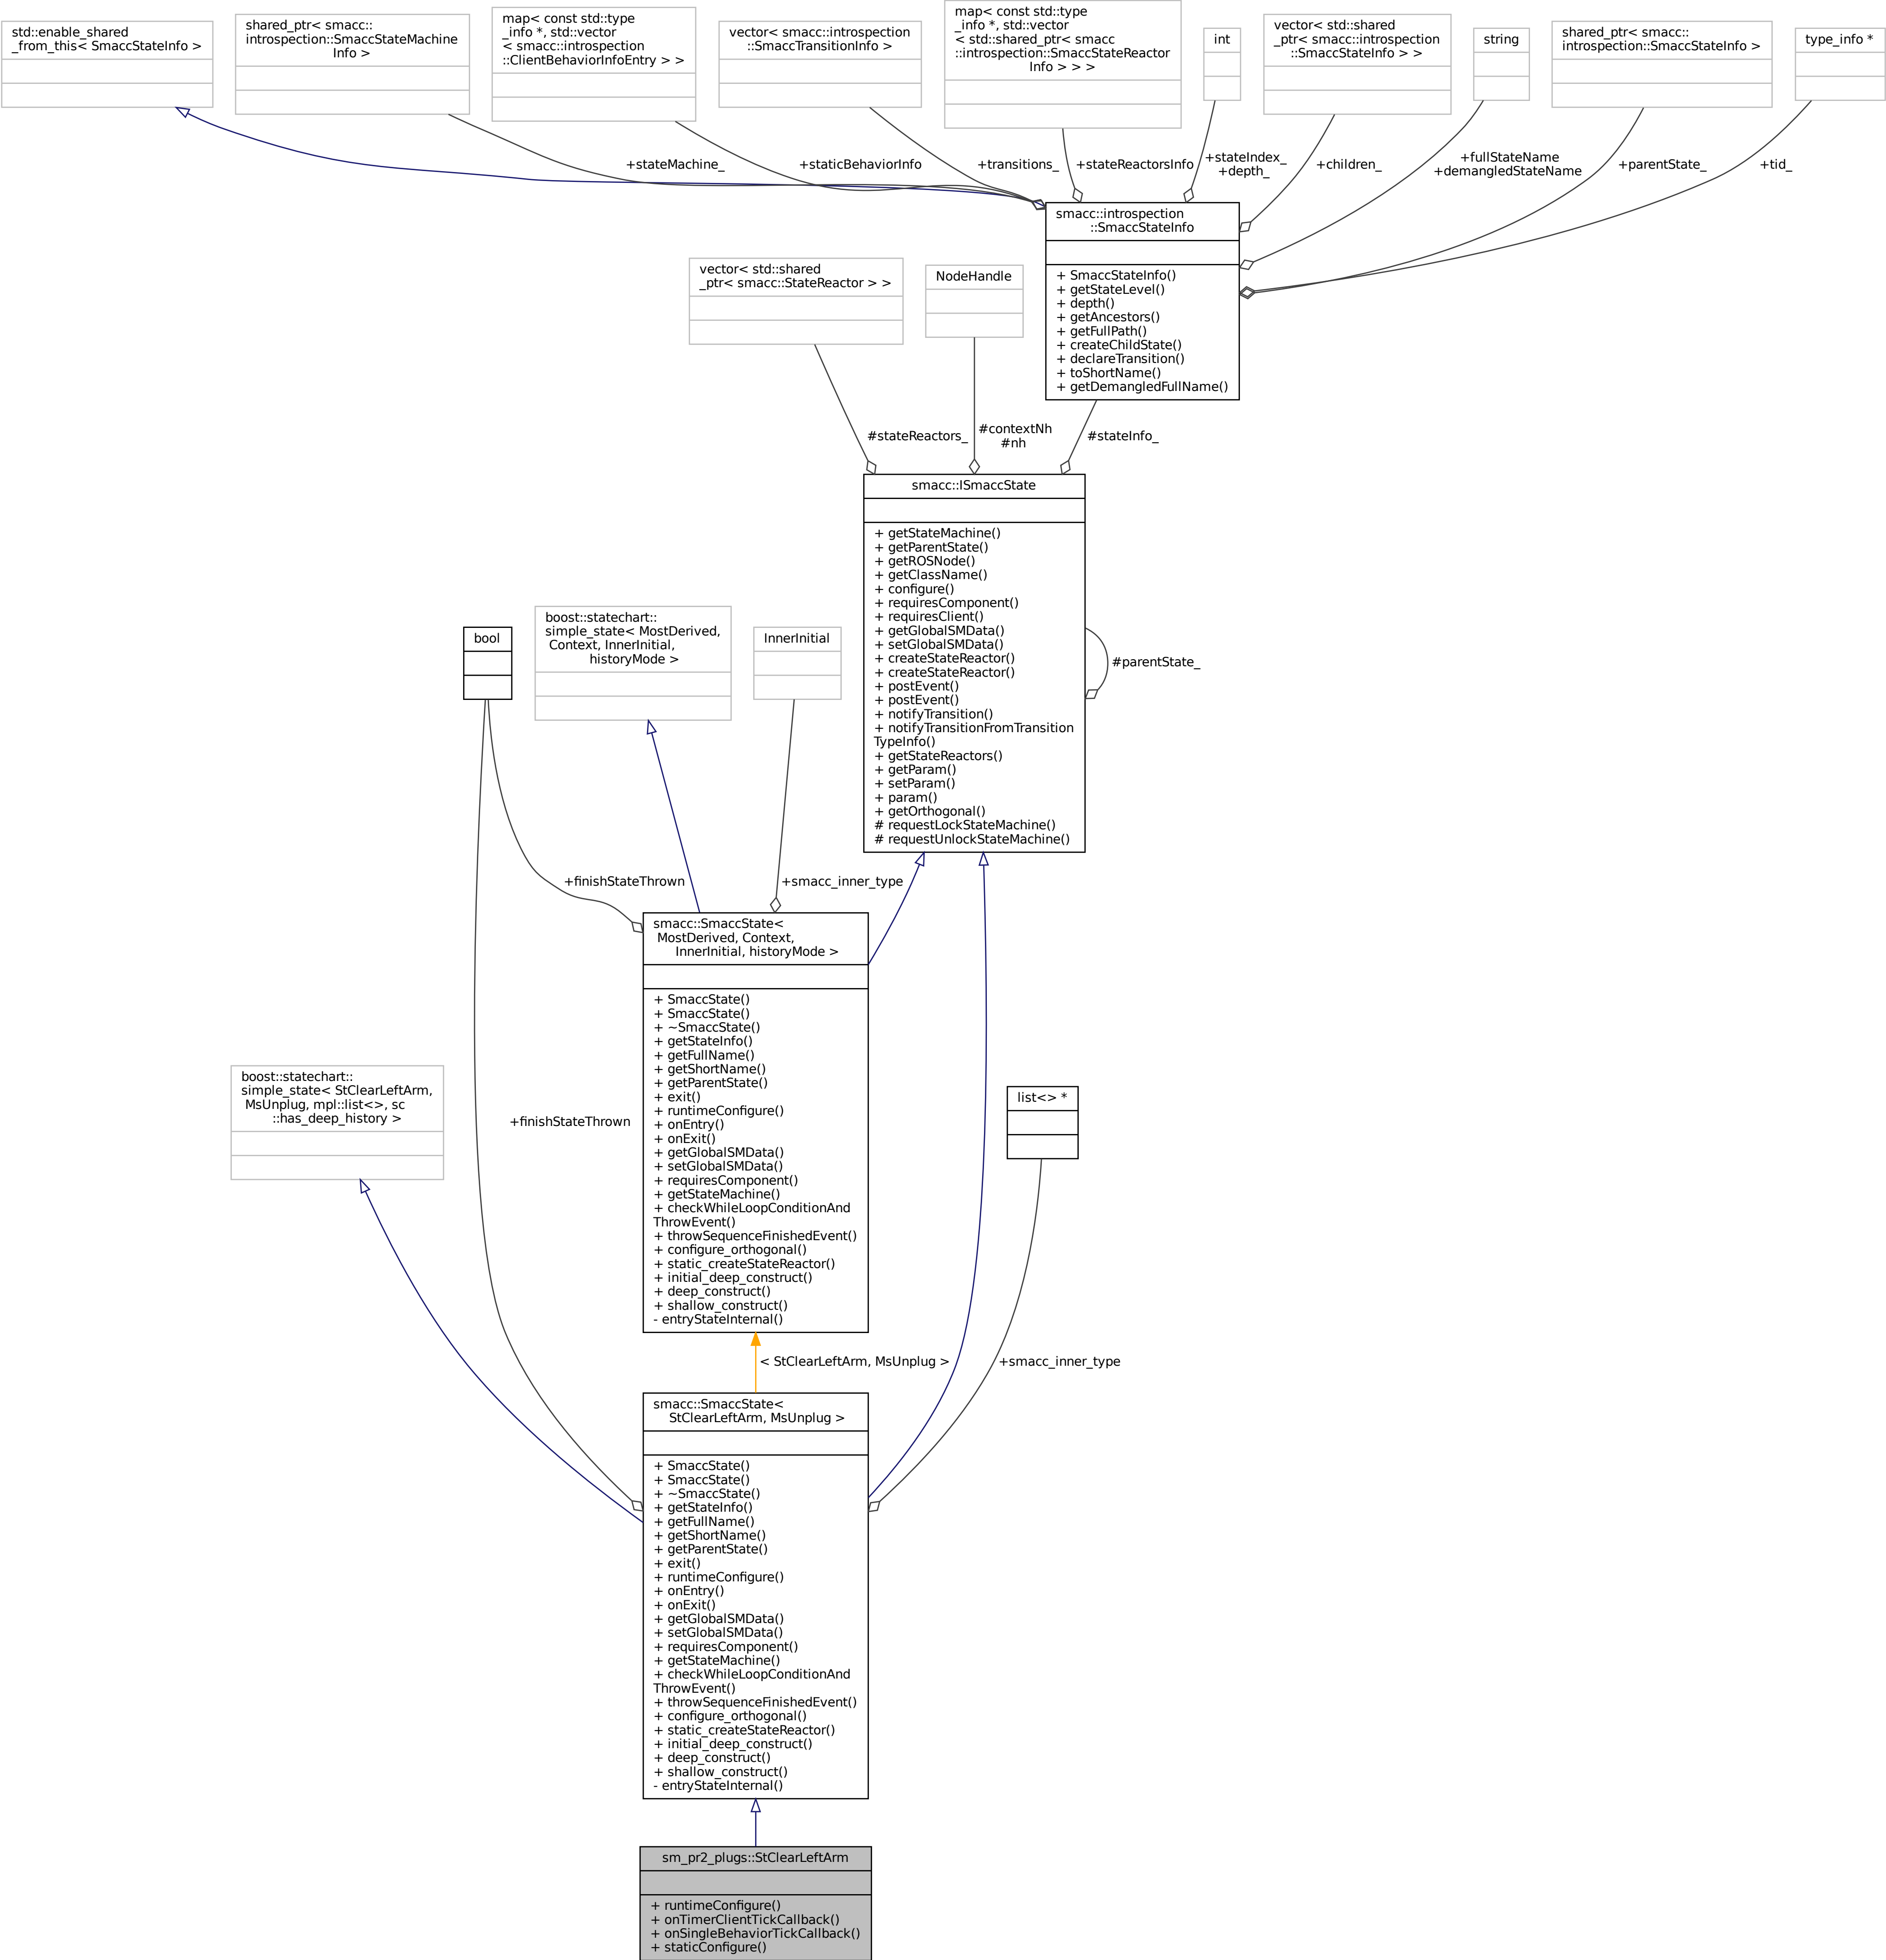 std::enable_shared
_from_this< SmaccStateInfo >
shared_ptr< smacc::
introspection::SmaccStateMachine
Info >
map< const std::type
_info *, std::vector
< smacc::introspection
::ClientBehaviorInfoEntry > >
vector< smacc::introspection
::SmaccTransitionInfo >
map< const std::type
_info *, std::vector
< std::shared_ptr< smacc
::introspection::SmaccStateReactor
Info > > >
int
vector< std::shared
_ptr< smacc::introspection
::SmaccStateInfo > >
string
shared_ptr< smacc::
introspection::SmaccStateInfo >
type_info *
+stateMachine_
+staticBehaviorInfo
+transitions_
+stateReactorsInfo
+stateIndex_
+depth_
+children_
+fullStateName
+demangledStateName
+parentState_
+tid_
smacc::introspection
::SmaccStateInfo
+ SmaccStateInfo()
+ getStateLevel()
+ depth()
+ getAncestors()
+ getFullPath()
+ createChildState()
+ declareTransition()
+ toShortName()
+ getDemangledFullName()
vector< std::shared
_ptr< smacc::StateReactor > >
NodeHandle
#stateReactors_
#contextNh
#nh
#stateInfo_
smacc::ISmaccState
+ getStateMachine()
+ getParentState()
+ getROSNode()
+ getClassName()
+ configure()
+ requiresComponent()
+ requiresClient()
+ getGlobalSMData()
+ setGlobalSMData()
+ createStateReactor()
+ createStateReactor()
+ postEvent()
+ postEvent()
+ notifyTransition()
+ notifyTransitionFromTransition
TypeInfo()
+ getStateReactors()
+ getParam()
+ setParam()
+ param()
+ getOrthogonal()
# requestLockStateMachine()
# requestUnlockStateMachine()
#parentState_
bool
boost::statechart::
simple_state< MostDerived,
Context, InnerInitial,
historyMode >
InnerInitial
+finishStateThrown
+smacc_inner_type
smacc::SmaccState<
MostDerived, Context,
InnerInitial, historyMode >
+ SmaccState()
+ SmaccState()
+ ~SmaccState()
+ getStateInfo()
+ getFullName()
+ getShortName()
+ getParentState()
+ exit()
+ runtimeConfigure()
+ onEntry()
+ onExit()
+ getGlobalSMData()
+ setGlobalSMData()
+ requiresComponent()
+ getStateMachine()
+ checkWhileLoopConditionAnd
ThrowEvent()
+ throwSequenceFinishedEvent()
+ configure_orthogonal()
+ static_createStateReactor()
+ initial_deep_construct()
+ deep_construct()
+ shallow_construct()
- entryStateInternal()
boost::statechart::
simple_state< StClearLeftArm,
MsUnplug, mpl::list<>, sc
::has_deep_history >
+finishStateThrown
list<> *
< StClearLeftArm, MsUnplug >
+smacc_inner_type
smacc::SmaccState<
StClearLeftArm, MsUnplug >
+ SmaccState()
+ SmaccState()
+ ~SmaccState()
+ getStateInfo()
+ getFullName()
+ getShortName()
+ getParentState()
+ exit()
+ runtimeConfigure()
+ onEntry()
+ onExit()
+ getGlobalSMData()
+ setGlobalSMData()
+ requiresComponent()
+ getStateMachine()
+ checkWhileLoopConditionAnd
ThrowEvent()
+ throwSequenceFinishedEvent()
+ configure_orthogonal()
+ static_createStateReactor()
+ initial_deep_construct()
+ deep_construct()
+ shallow_construct()
- entryStateInternal()
sm_pr2_plugs::StClearLeftArm
+ runtimeConfigure()
+ onTimerClientTickCallback()
+ onSingleBehaviorTickCallback()
+ staticConfigure()